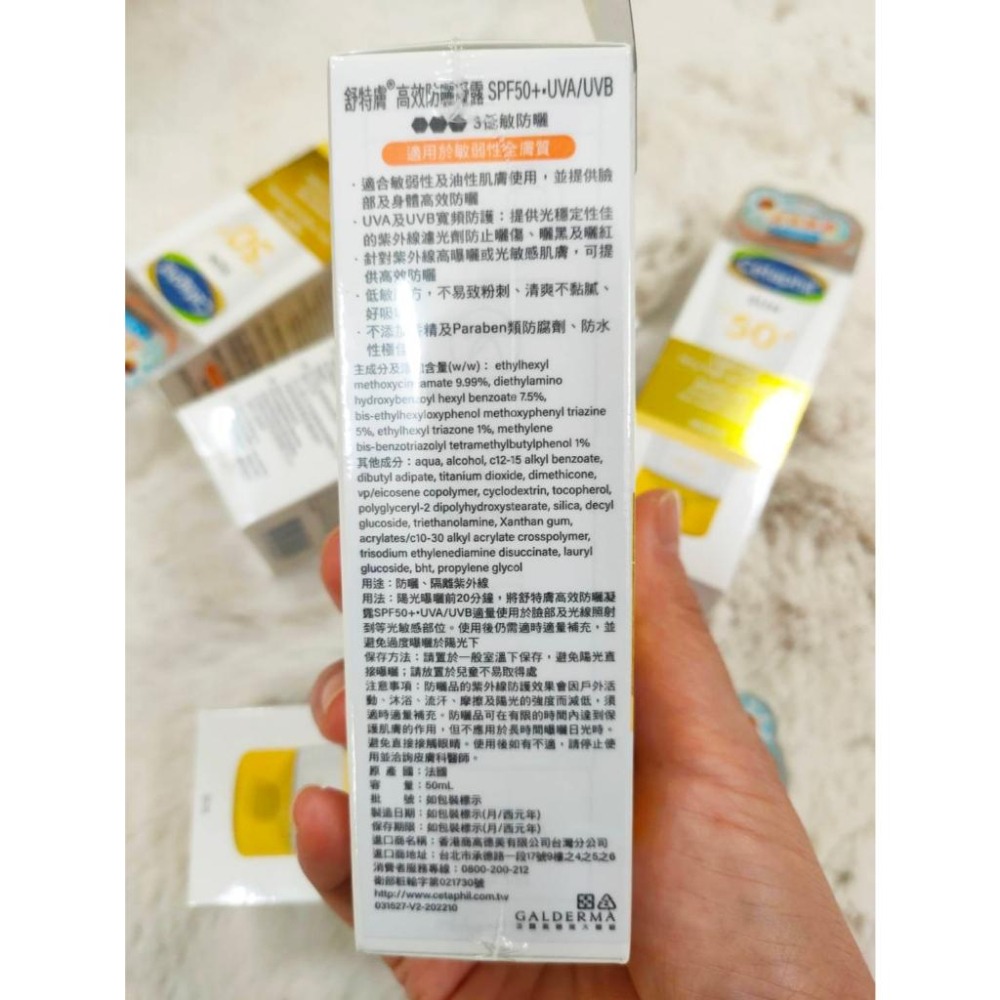 舒特膚®高效防曬凝露 SPF50+•UVA/UVB
3低敏防曬
適用於敏弱性全膚質
· 適合敏弱性及油性肌膚使用，並提供臉
部及身體高效防曬
· UVA及UVB寬頻防護：提供光穩定性佳
的紫外線濾光劑防止曬傷、曬黑及曬紅
· 針對紫外線高曝曬或光敏感肌膚，可提
供高效防曬
· 低敏 方，不易致粉刺、清爽不黏膩、
好吸
· 不添 精及Paraben類防腐劑、防水
性極
主成分及 含量(w/w)： ethylhexyl
methoxycin amate 9.99%, diethylamino
hydroxybenzoyl hexyl benzoate 7.5%,
bis-ethylhexyloxyphenol methoxyphenyl triazine
5%, ethylhexyl triazone 1%, methylene
bis-benzotriazolyl tetramethylbutylphenol 1%
其他成分：aqua, alcohol, c12-15 alkyl benzoate,
dibutyl adipate, titanium dioxide, dimethicone,
vp/eicosene copolymer, cyclodextrin, tocopherol,
polyglyceryl-2 dipolyhydroxystearate, silica, decyl
glucoside, triethanolamine, Xanthan gum,
acrylates/c10-30 alkyl acrylate crosspolymer,
trisodium ethylenediamine disuccinate, lauryl
glucoside, bht, propylene glycol
用途：防曬、隔離紫外線
用法：陽光曝曬前20分鐘，將舒特膚高效防曬凝
露SPF50+•UVA/UVB適量使用於臉部及光線照射
到等光敏感部位。使用後仍需適時適量補充，並
避免過度曝曬於陽光下
保存方法：請置於一般室溫下保存，避免陽光直
接曝曬；請放置於兒童不易取得處
注意事項：防曬品的紫外線防護效果會因戶外活
動、沐浴、流汗、摩擦及陽光的強度而減低，須
適時適量補充。防曬品可在有限的時間內達到保
護肌膚的作用，但不應用於長時間曝曬日光時。
避免直接接觸眼睛。使用後如有不適，請停止使
用並洽詢皮膚科醫師。
原 產 國：法國
容 量：50mL
批 號：如包裝標示
製造日期：如包裝標示(月/西元年)
保存期限：如包裝標示(月/西元年)
進口商名稱：香港商高德美有限公司台灣分公司
進口商地址：台北市承德路一段17號9樓之4之5之6
消費者服務專線：0800-200-212
衛部粧輸字第021730號
http://www.cetaphil.com.tw
031527-V2-202210
GALDERMA
Cetaphil
50+
Cetaphil